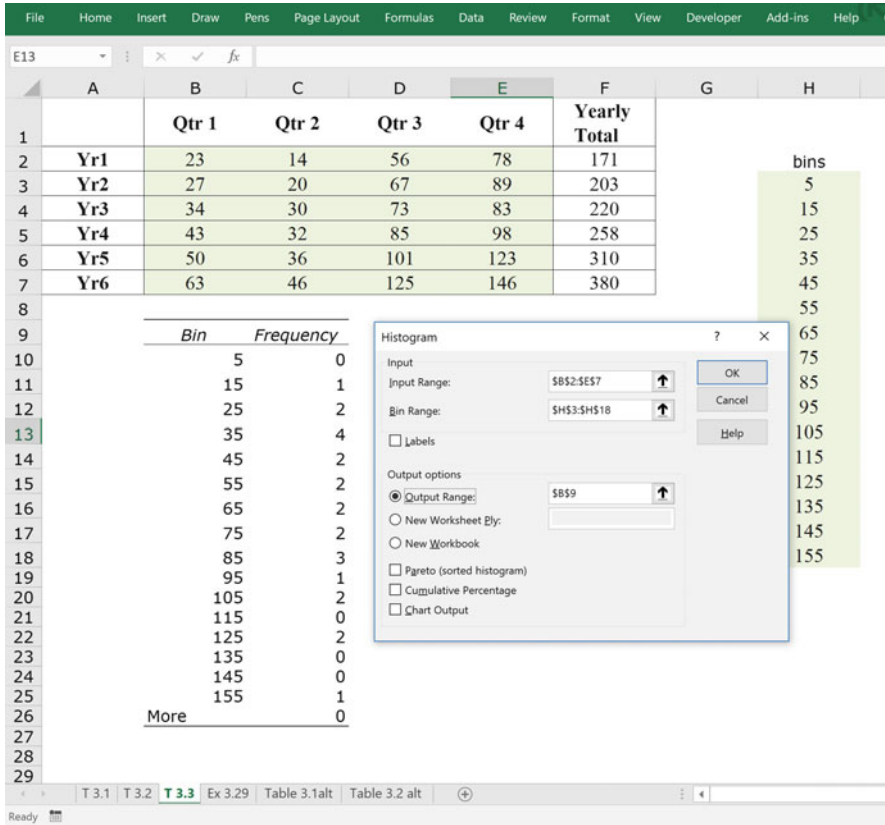 File Home Insert Draw Pens Page Layout Formulas Data Review Format View Developer Add-ins Help
E13 fx
A B C D E F G H
1 Qtr 1 Qtr 2 Qtr 3 Qtr 4 Yearly Total
2 Yr1 23 14 56 78 171 bins
3 Yr2 27 20 67 89 203 5
4 Yr3 34 30 73 83 220 15
5 Yr4 43 32 85 98 258 25
6 Yr5 50 36 101 123 310 35
7 Yr6 63 46 125 146 380 45
8 55
9 Bin Frequency 65
10 5 0 75
11 15 1 85
12 25 2 95
13 35 4 105
14 45 2 115
15 55 2 125
16 65 2 135
17 75 2 145
18 85 3 155
19 95 1
20 105 2
21 115 0
22 125 2
23 135 0
24 145 0
25 155 1
26 More 0
27
28
29
Histogram ? ×
Input
Input Range: $B$2:$E$7 OK
Bin Range: $H$3:$H$18 Cancel
Labels Help
Output options
Output Range: $B$9
New Worksheet Ply:
New Workbook
Pareto (sorted histogram)
Cumulative Percentage
Chart Output
T 3.1 T 3.2 T 3.3 Ex 3.29 Table 3.1alt Table 3.2 alt
Ready